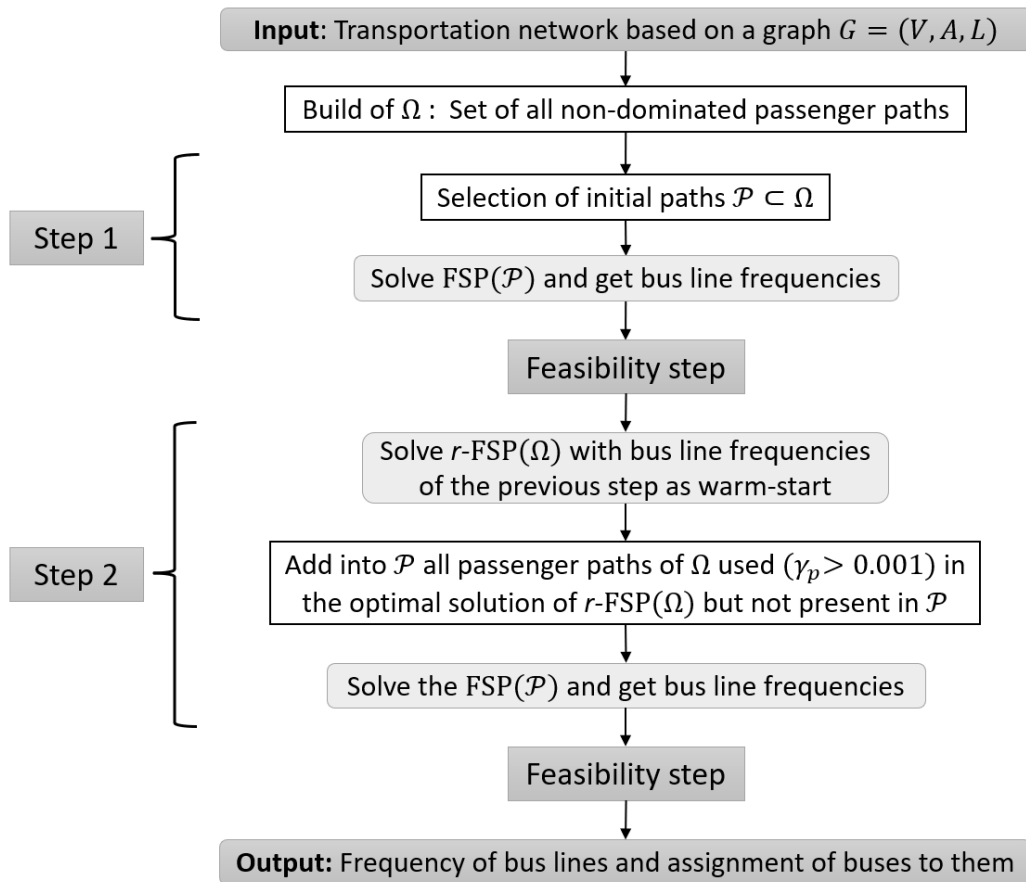 Input: Transportation network based on a graph G = (V, A, L)
Build of Ω : Set of all non-dominated passenger paths
Step 1
Selection of initial paths 𝒫 ⊂ Ω
Solve FSP(𝒫) and get bus line frequencies
Feasibility step
Step 2
Solve r-FSP(Ω) with bus line frequencies
of the previous step as warm-start
Add into 𝒫 all passenger paths of Ω used (γₚ> 0.001) in
the optimal solution of r-FSP(Ω) but not present in 𝒫
Solve the FSP(𝒫) and get bus line frequencies
Feasibility step
Output: Frequency of bus lines and assignment of buses to them